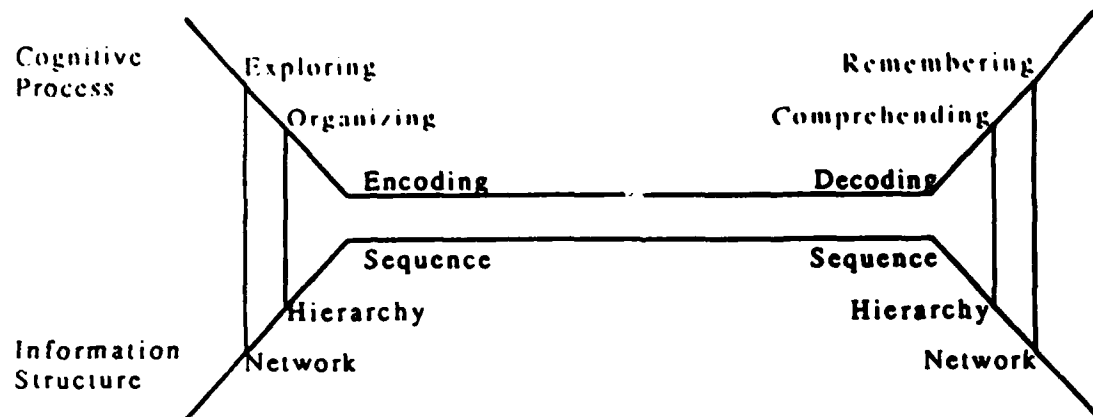 Cognitive
Process
Exploring
Remembering
Organizing
Comprehending
Encoding
Decoding
Sequence
Sequence
Hierarchy
Hierarchy
Information
Structure
Network
Network